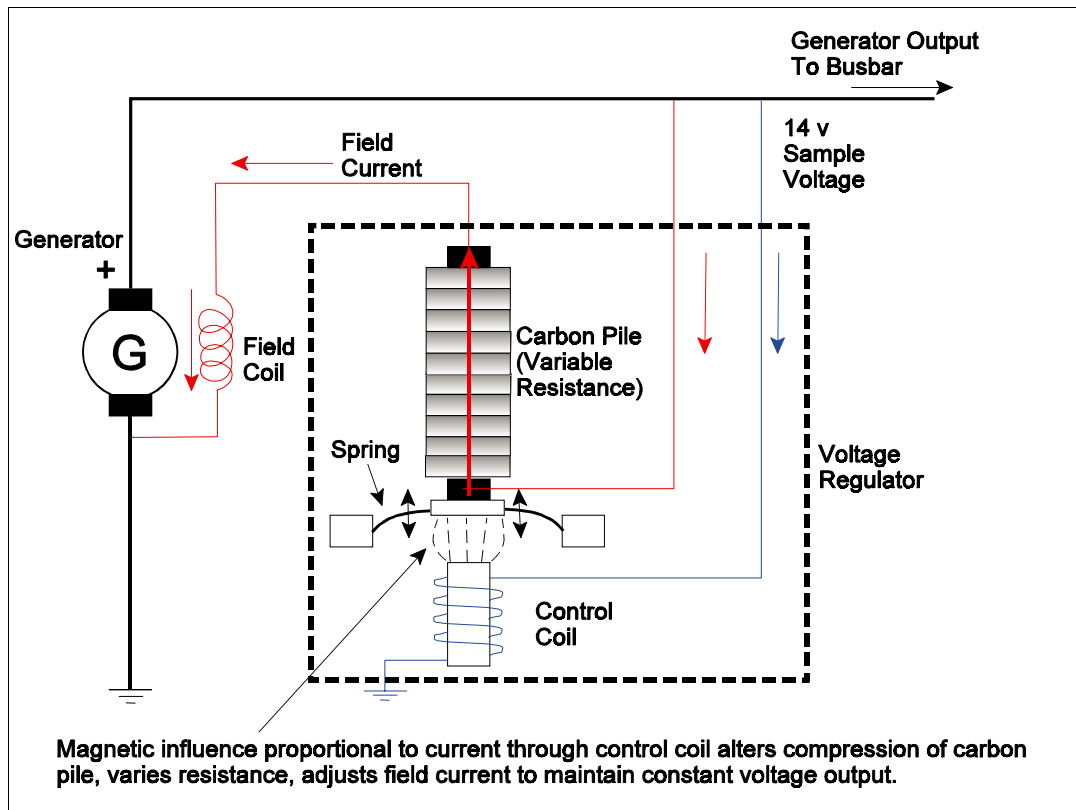 Generator Output
To Busbar
14 v
Sample
Voltage
Field
Current
Generator
+
G
Field
Coil
Carbon Pile
(Variable
Resistance)
Spring
Voltage
Regulator
Control
Coil
Magnetic influence proportional to current through control coil alters compression of carbon
pile, varies resistance, adjusts field current to maintain constant voltage output.